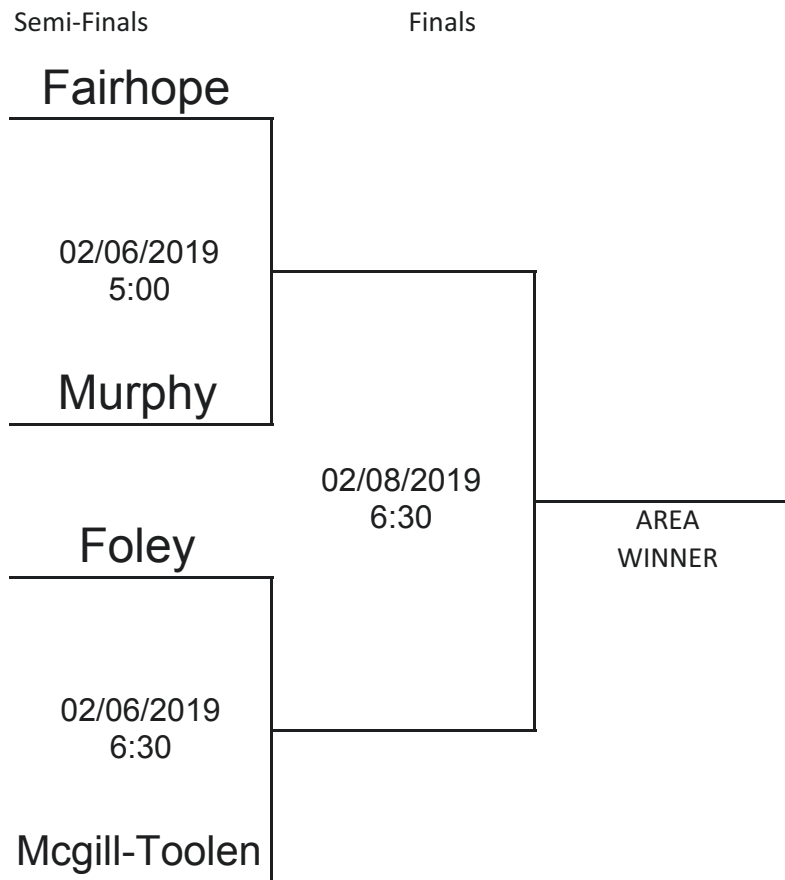 Semi-Finals
Finals
Fairhope
02/06/2019
5:00
Murphy
02/08/2019
6:30
AREA
WINNER
Foley
02/06/2019
6:30
Mcgill-Toolen